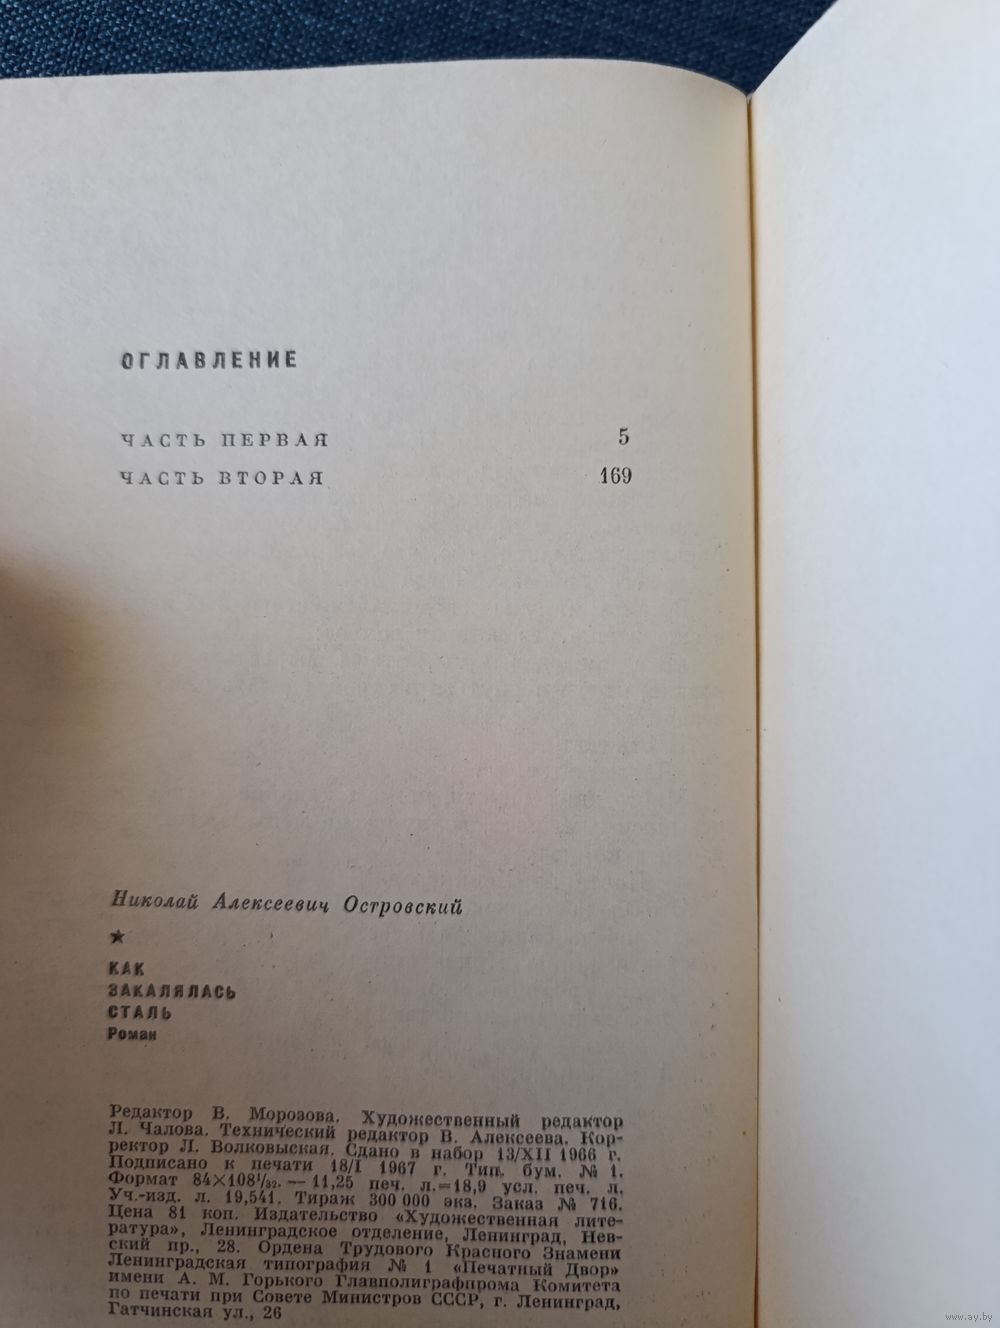 ОГЛАВЛЕНИЕ
ЧАСТЬ ПЕРВАЯ 5
ЧАСТЬ ВТОРАЯ 169
Николай Алексеевич Островский
★
КАК
ЗАКАЛЯЛАСЬ
СТАЛЬ
Роман
Редактор В. Морозова. Художественный редактор
Л. Чалова. Технический редактор В. Алексеева. Кор-
ректор Л. Волковыская. Сдано в набор 13/XII 1966 г.
Подписано к печати 18/I 1967 г. Тип. бум. № 1.
Формат 84×108¹/₃₂. — 11,25 печ. л.=18,9 усл. печ. л.
Уч.-изд. л. 19,541. Тираж 300 000 экз. Заказ № 716.
Цена 81 коп. Издательство «Художественная лите-
ратура», Ленинградское отделение, Ленинград, Нев-
ский пр., 28. Ордена Трудового Красного Знамени
Ленинградская типография № 1 «Печатный Двор»
имени А. М. Горького Главполиграфпрома Комитета
по печати при Совете Министров СССР, г. Ленинград,
Гатчинская ул., 26
www.ay.by